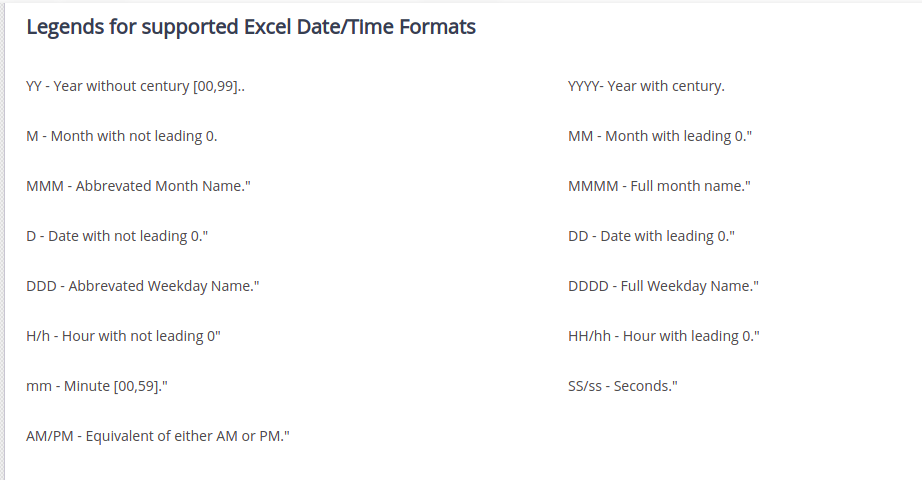 Legends for supported Excel Date/TIme Formats
YY - Year without century [00,99]..
YYYY- Year with century.
M - Month with not leading 0.
MM - Month with leading 0."
MMM - Abbrevated Month Name."
MMMM - Full month name."
D - Date with not leading 0."
DD - Date with leading 0."
DDD - Abbrevated Weekday Name."
DDDD - Full Weekday Name."
H/h - Hour with not leading 0"
HH/hh - Hour with leading 0."
mm - Minute [00,59]."
SS/ss - Seconds."
AM/PM - Equivalent of either AM or PM."